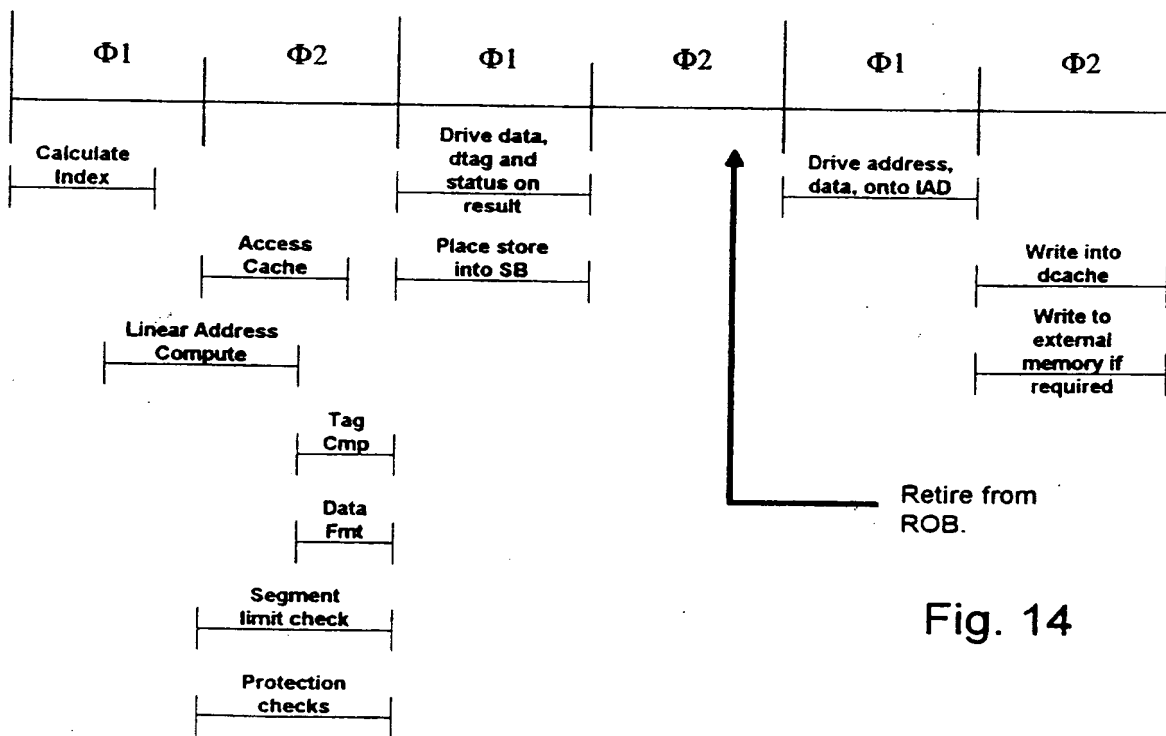 Φ1 Φ2 Φ1 Φ2 Φ1 Φ2
Calculate
Index
Drive data,
dtag and
status on
result
Drive address,
data, onto IAD
Access
Cache
Place store
into SB
Write into
dcache
Linear Address
Compute
Write to
external
memory if
required
Tag
Cmp
Data
Fmt
Retire from
ROB.
Segment
limit check
Protection
checks
Fig. 14